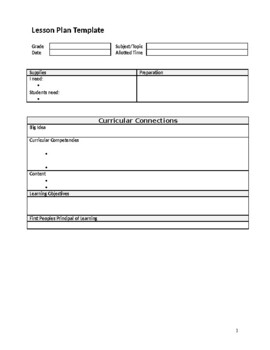 Lesson Plan Template
Grade Subject/Topic
Date Allotted Time
Supplies Preparation
I need:
•
Students need:
•
Curricular Connections
Big Idea
Curricular Competencies
•
•
Content
•
•
Learning Objectives
First Peoples Principal of Learning
1